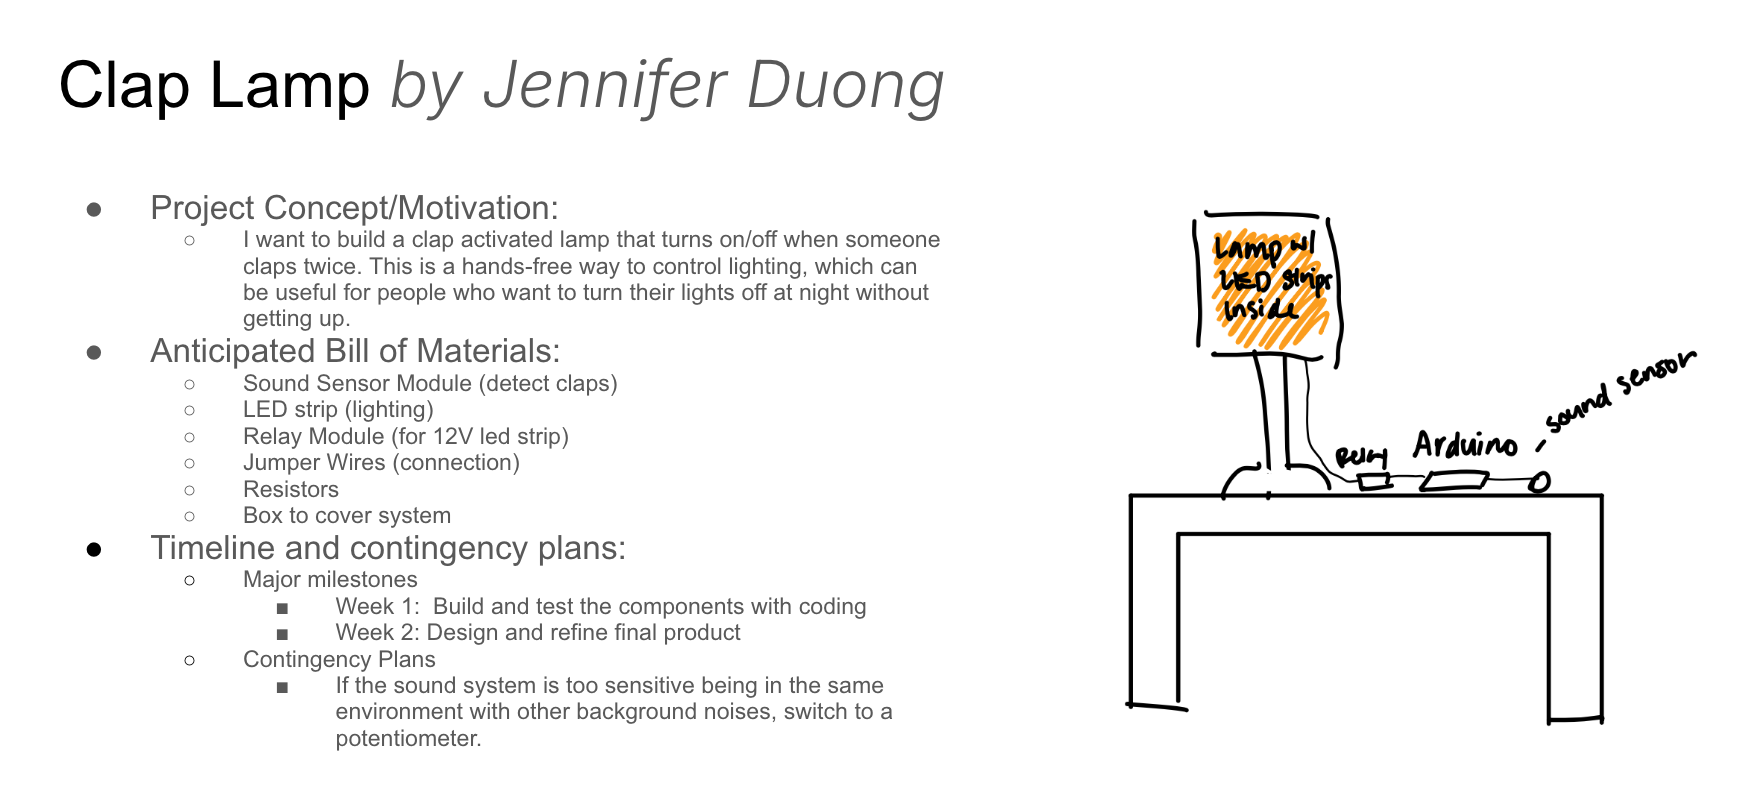 Clap Lamp by Jennifer Duong
● Project Concept/Motivation:
○ I want to build a clap activated lamp that turns on/off when someone
claps twice. This is a hands-free way to control lighting, which can
be useful for people who want to turn their lights off at night without
getting up.
● Anticipated Bill of Materials:
○ Sound Sensor Module (detect claps)
○ LED strip (lighting)
○ Relay Module (for 12V led strip)
○ Jumper Wires (connection)
○ Resistors
○ Box to cover system
● Timeline and contingency plans:
○ Major milestones
■ Week 1:  Build and test the components with coding
■ Week 2: Design and refine final product
○ Contingency Plans
■ If the sound system is too sensitive being in the same
environment with other background noises, switch to a
potentiometer.
Lamp w/
LED strips
Inside
Relay
Arduino
sound sensor